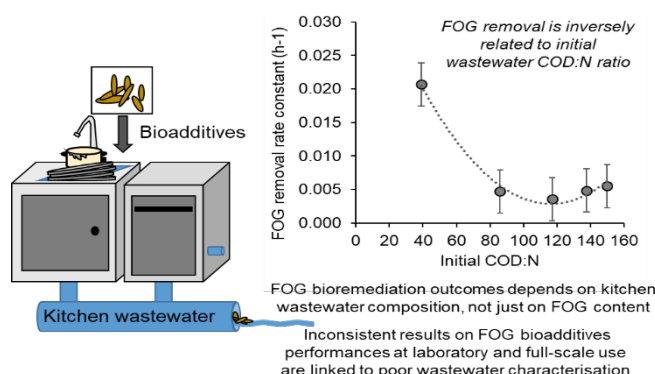 Bioadditives
Kitchen wastewater
FOG removal is inversely
related to initial
wastewater COD:N ratio
FOG removal rate constant (h-1)
0.030
0.025
0.020
0.015
0.010
0.005
0.000
0 20 40 60 80 100 120 140 160
Initial COD:N
FOG bioremediation outcomes depends on kitchen
wastewater composition, not just on FOG content
Inconsistent results on FOG bioadditives
performances at laboratory and full-scale use
are linked to poor wastewater characterisation